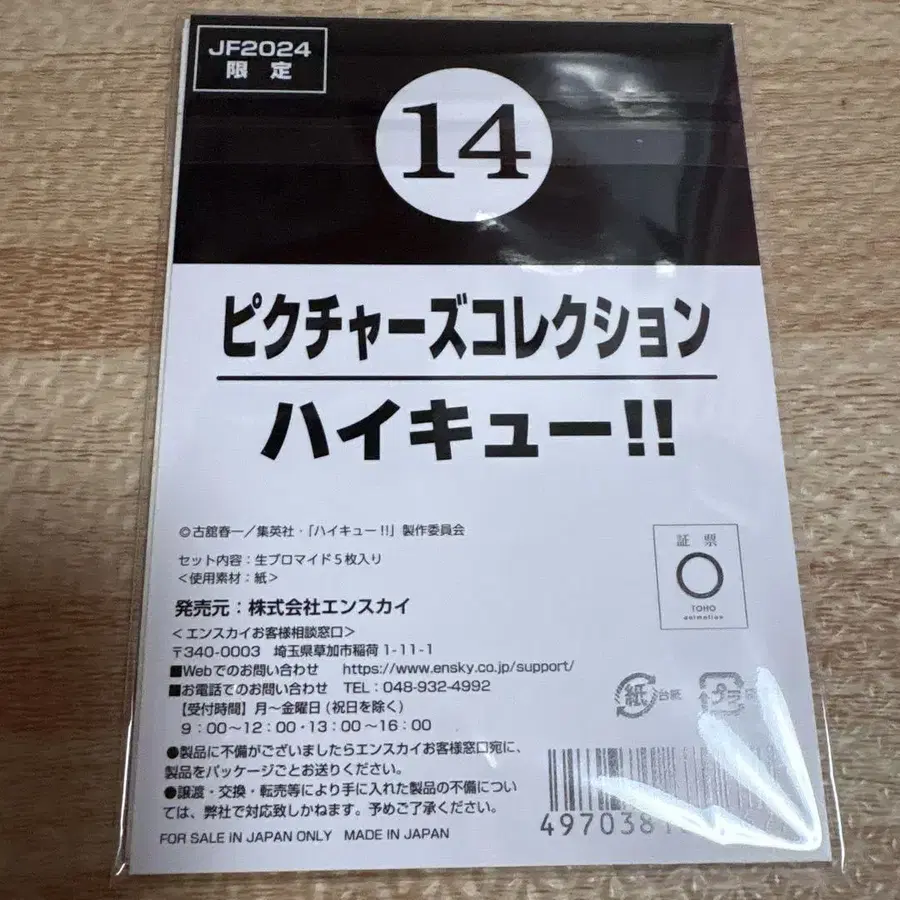 JF2024
限 定
14
ピクチャーズコレクション
ハイキュー!!
©古舘春一／集英社・「ハイキュー!!」製作委員会
セット内容：生ブロマイド5枚入り
＜使用素材：紙＞
発売元：株式会社エンスカイ
＜エンスカイお客様相談窓口＞
〒340-0003　埼玉県草加市稲荷1-11-1
■Webでのお問い合わせ　https://www.ensky.co.jp/support/
■お電話でのお問い合わせ　TEL：048-932-4992
【受付時間】月～金曜日(祝日を除く)
9：00～12：00・13：00～16：00
●製品に不備がございましたらエンスカイお客様窓口宛に、
製品をパッケージごとお送りください。
●譲渡・交換・転売等により手に入れた製品の不備につい
ては、弊社で対応致しかねます。予めご了承ください。
FOR SALE IN JAPAN ONLY　MADE IN JAPAN
証 票
TOHO
animation
紙
台紙
プラ